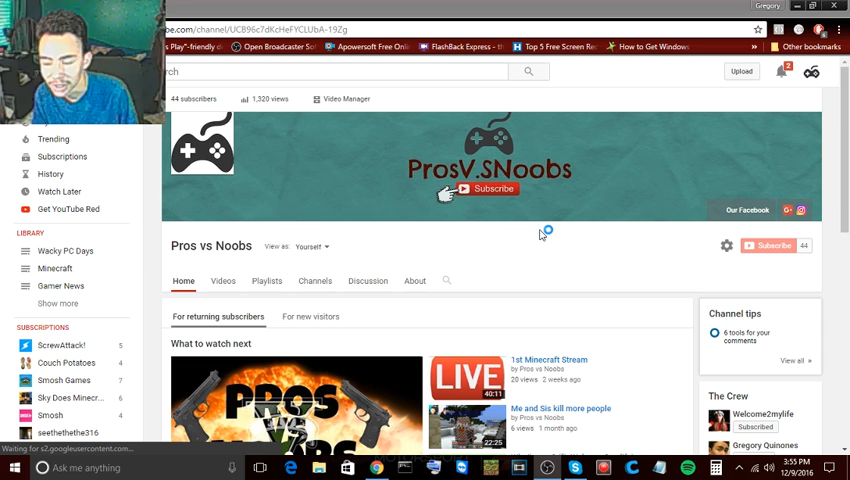 Gregory
be.com/channel/UCB96c7dKcHeFYCLUbA-19Zg
s Play"-friendly d
Open Broadcaster So
Apowersoft Free Onli
FlashBack Express - t
Top 5 Free Screen Re
How to Get Windows
»
Other bookmarks
rch
Upload
2
44 subscribers
1,320 views
Video Manager
ProsV.SNoobs
Subscribe
Our Facebook
G+
Trending
Subscriptions
History
Watch Later
Get YouTube Red
LIBRARY
Wacky PC Days
Minecraft
Gamer News
Show more
SUBSCRIPTIONS
ScrewAttack! 5
Couch Potatoes 4
Smosh Games 7
Sky Does Minecr... 6
Smosh 4
seethethethe316
Waiting for s2.googleusercontent.com...
Pros vs Noobs
View as: Yourself
Subscribe 44
Home
Videos
Playlists
Channels
Discussion
About
For returning subscribers
For new visitors
What to watch next
PROS
LIVE
40:11
1st Minecraft Stream
by Pros vs Noobs
20 views 2 weeks ago
22:25
Me and Sis kill more people
by Pros vs Noobs
6 views 1 month ago
Channel tips
6 tools for your
comments
View all »
The Crew
Welcome2mylife
Subscribed
Gregory Quinones
Ask me anything
3:55 PM
12/9/2016